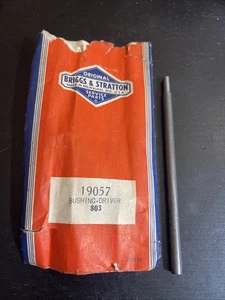 ORIGINAL
BRIGGS & STRATTON
SERVICE
PARTS
19057
BUSHING-DRIVER
803